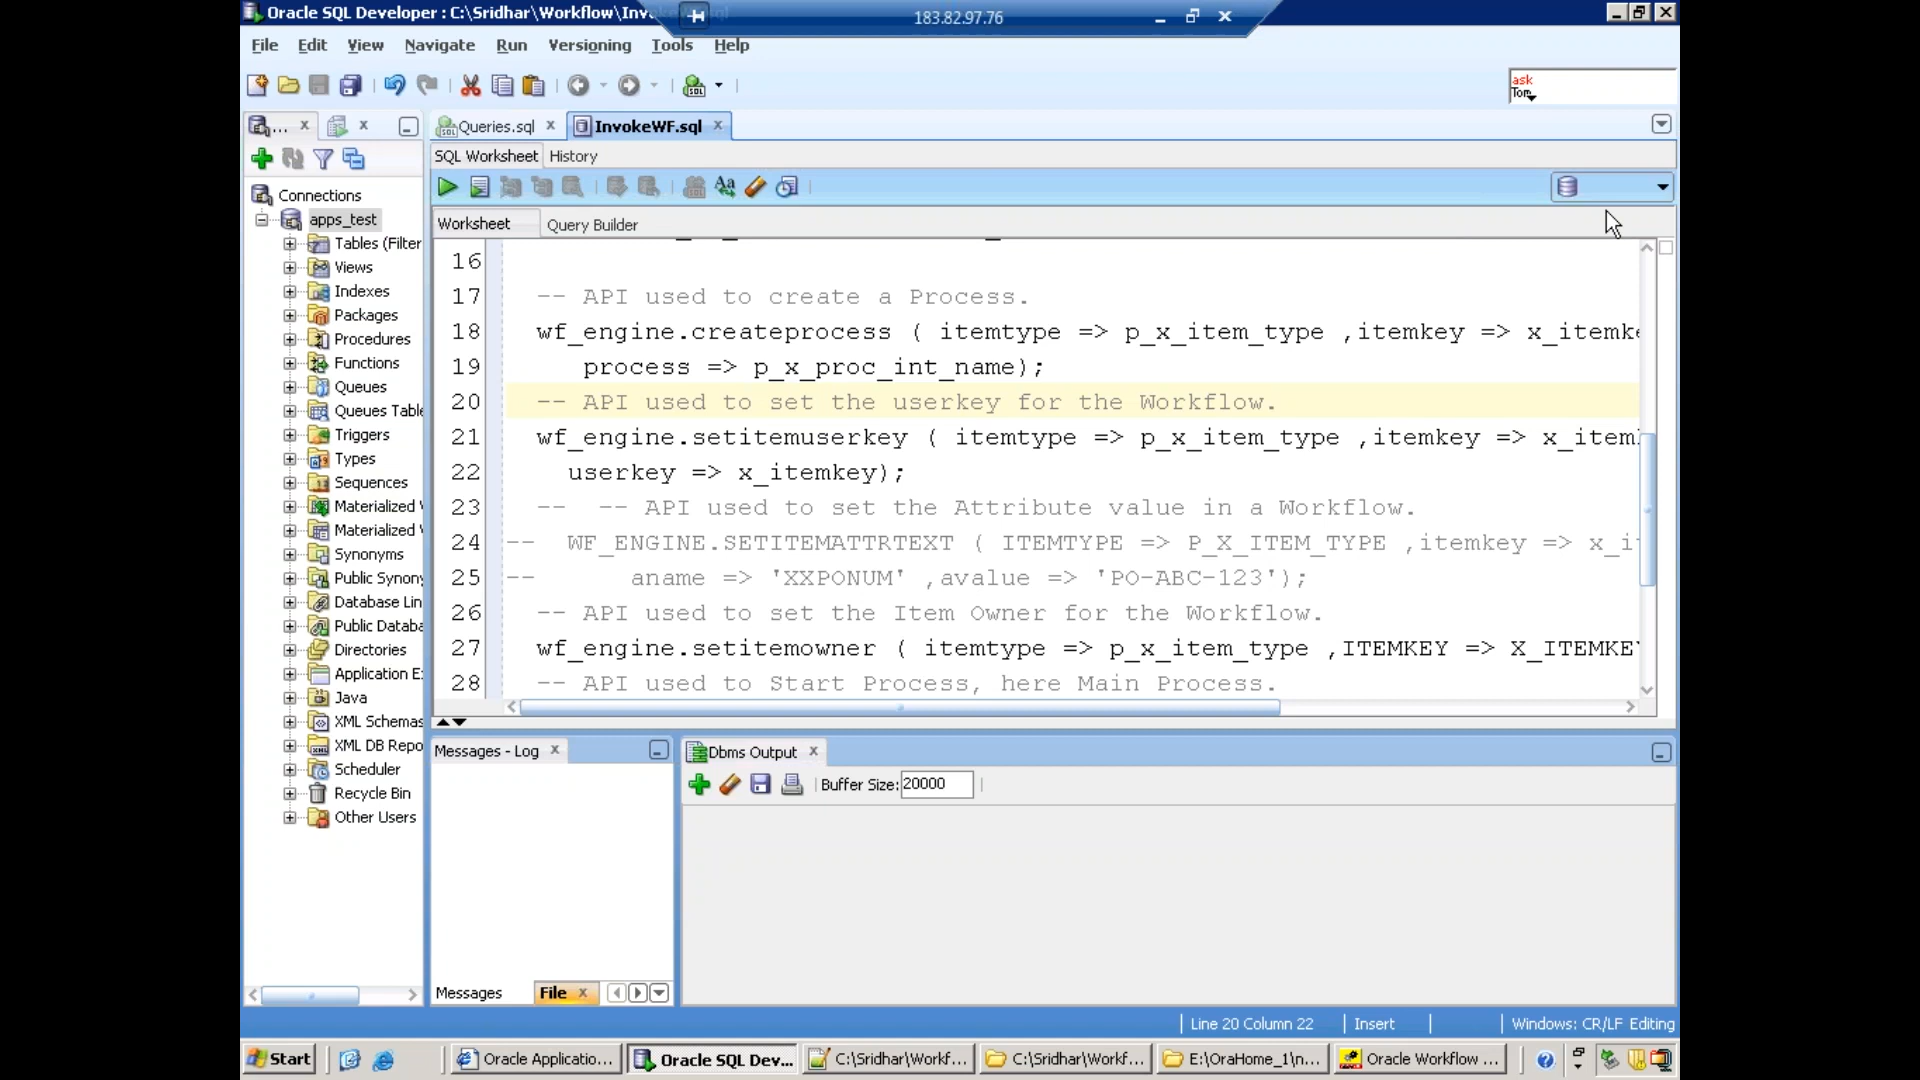 Oracle SQL Developer : C:\Sridhar\Workflow\Invo
183.82.97.76
File Edit View Navigate Run Versioning Tools Help
ask
Tom
... Queries.sql InvokeWF.sql
SQL Worksheet History
Connections
apps_test
Tables (Filter
Views
Indexes
Packages
Procedures
Functions
Queues
Queues Table
Triggers
Types
Sequences
Materialized
Materialized
Synonyms
Public Synony
Database Lin
Public Databa
Directories
Application E
Java
XML Schemas
XML DB Repo
Scheduler
Recycle Bin
Other Users
Worksheet Query Builder
16
17 -- API used to create a Process.
18 wf_engine.createprocess ( itemtype => p_x_item_type ,itemkey => x_itemke
19 process => p_x_proc_int_name);
20 -- API used to set the userkey for the Workflow.
21 wf_engine.setitemuserkey ( itemtype => p_x_item_type ,itemkey => x_item
22 userkey => x_itemkey);
23 -- -- API used to set the Attribute value in a Workflow.
24 -- WF_ENGINE.SETITEMATTRTEXT ( ITEMTYPE => P_X_ITEM_TYPE ,itemkey => x_i
25 -- aname => 'XXPONUM' ,avalue => 'PO-ABC-123');
26 -- API used to set the Item Owner for the Workflow.
27 wf_engine.setitemowner ( itemtype => p_x_item_type ,ITEMKEY => X_ITEMKE
28 -- API used to Start Process, here Main Process.
Messages - Log
Dbms Output
Buffer Size: 20000
Messages File
Line 20 Column 22 Insert Windows: CR/LF Editing
Start Oracle Applicatio... Oracle SQL Dev... C:\Sridhar\Workf... C:\Sridhar\Workf... E:\OraHome_1\n... Oracle Workflow ...